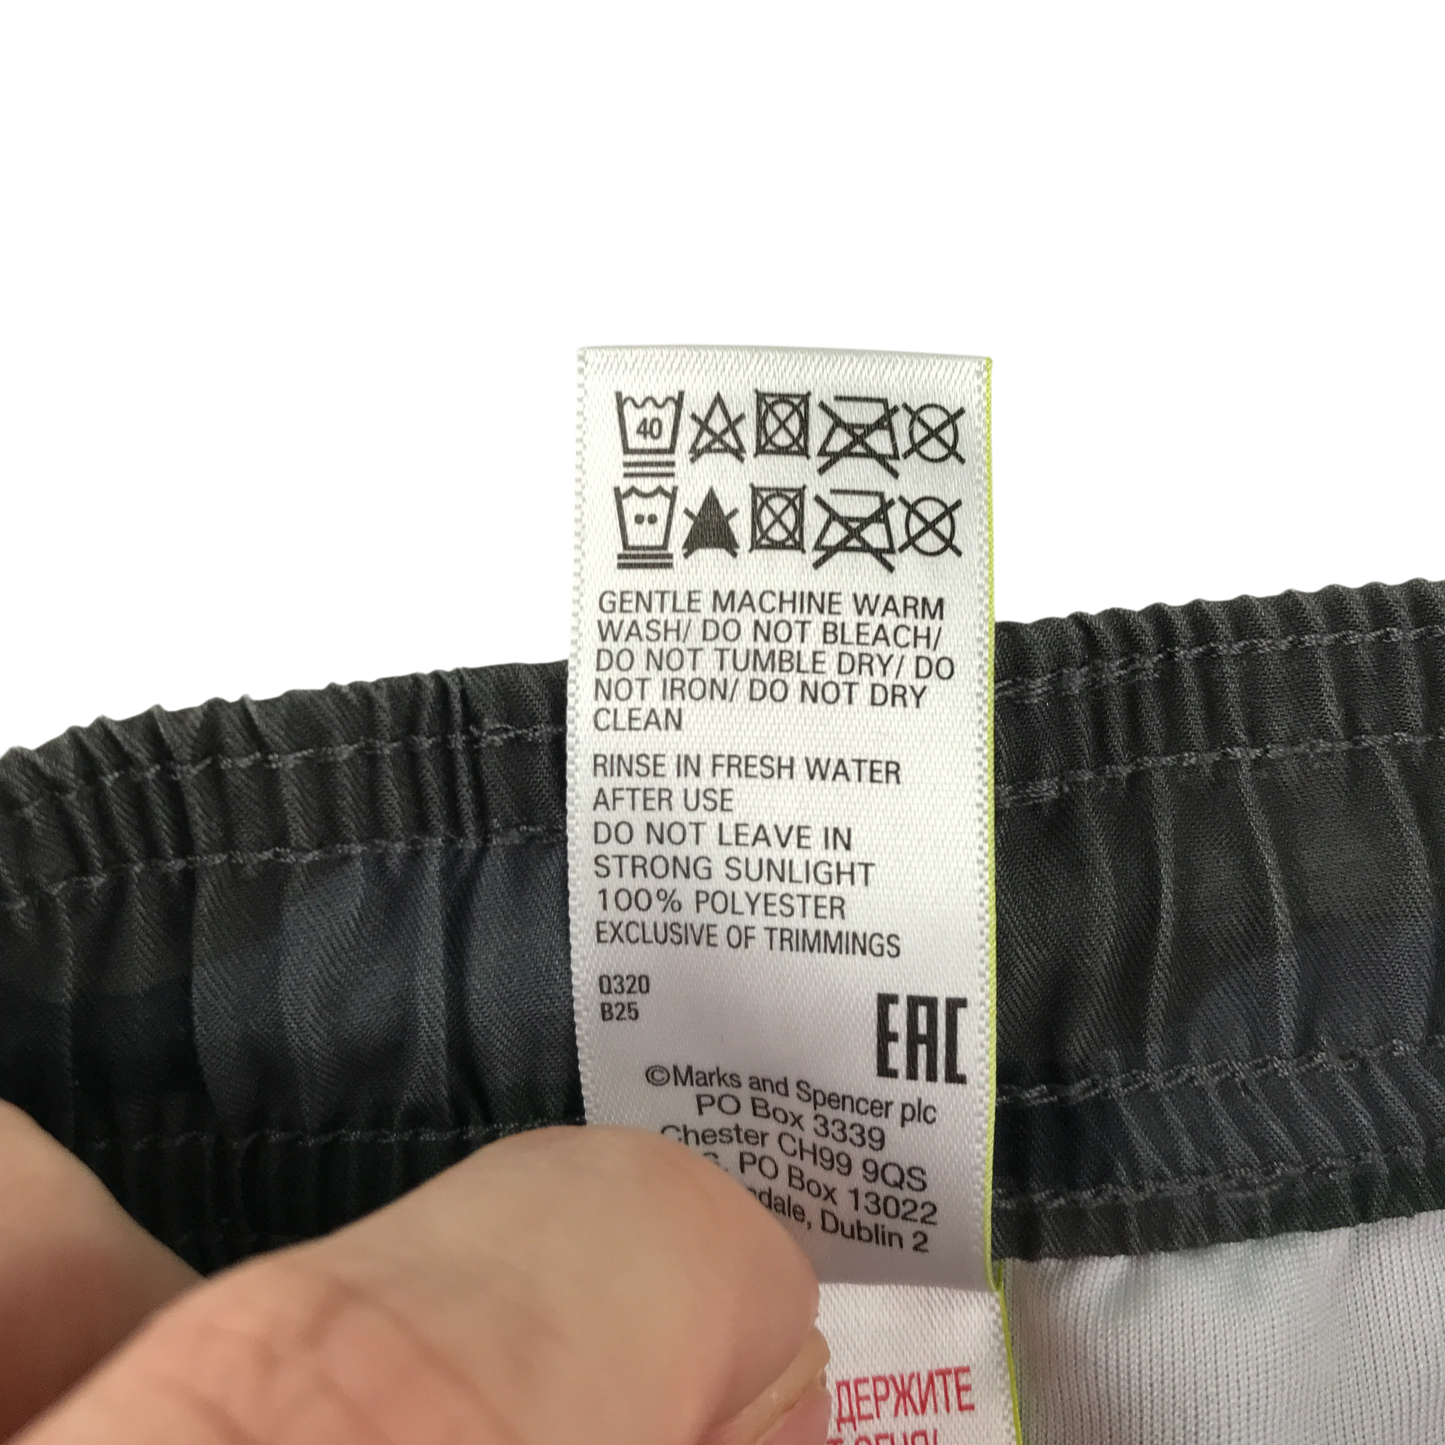 40
GENTLE MACHINE WARM
WASH/ DO NOT BLEACH/
DO NOT TUMBLE DRY/ DO
NOT IRON/ DO NOT DRY
CLEAN
RINSE IN FRESH WATER
AFTER USE
DO NOT LEAVE IN
STRONG SUNLIGHT
100% POLYESTER
EXCLUSIVE OF TRIMMINGS
Q320
B25
EAC
©Marks and Spencer plc
PO Box 3339
Chester CH99 9QS
PO Box 13022
Dublin 2
ДЕРЖИТЕ